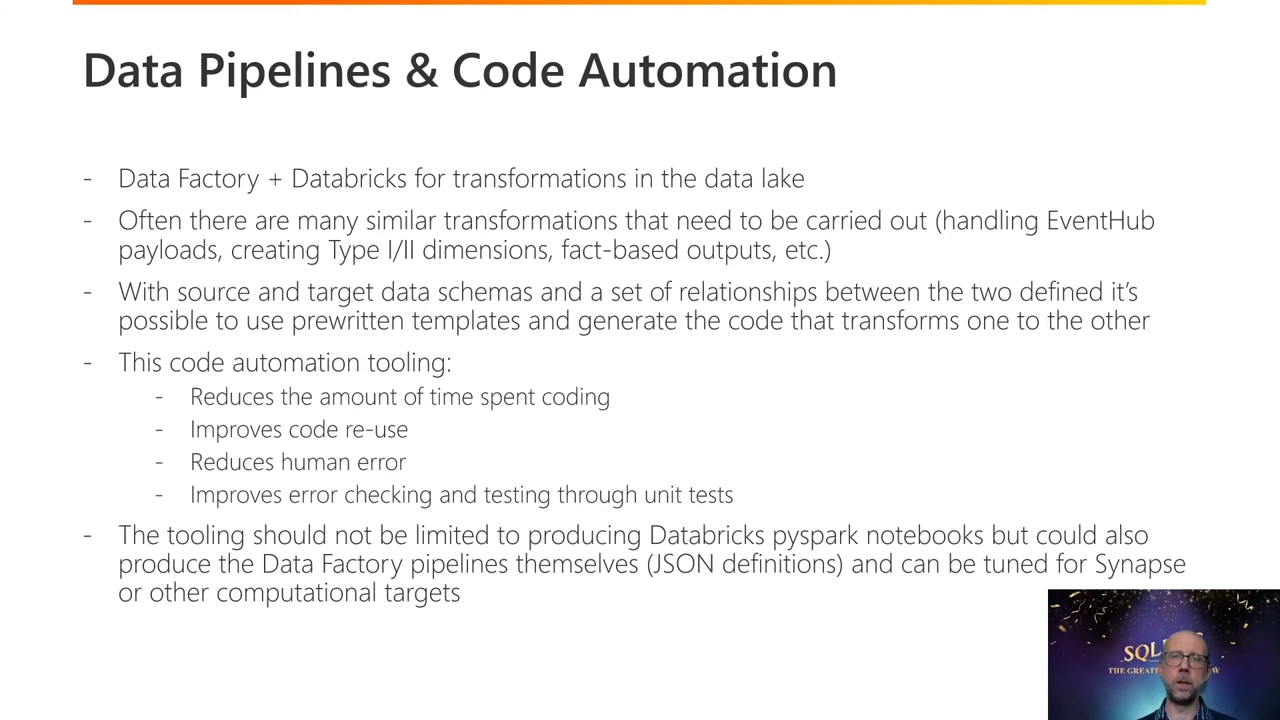 Data Pipelines & Code Automation
- Data Factory + Databricks for transformations in the data lake
- Often there are many similar transformations that need to be carried out (handling EventHub
payloads, creating Type I/II dimensions, fact-based outputs, etc.)
- With source and target data schemas and a set of relationships between the two defined it's
possible to use prewritten templates and generate the code that transforms one to the other
- This code automation tooling:
- Reduces the amount of time spent coding
- Improves code re-use
- Reduces human error
- Improves error checking and testing through unit tests
- The tooling should not be limited to producing Databricks pyspark notebooks but could also
produce the Data Factory pipelines themselves (JSON definitions) and can be tuned for Synapse
or other computational targets
SQL
THE